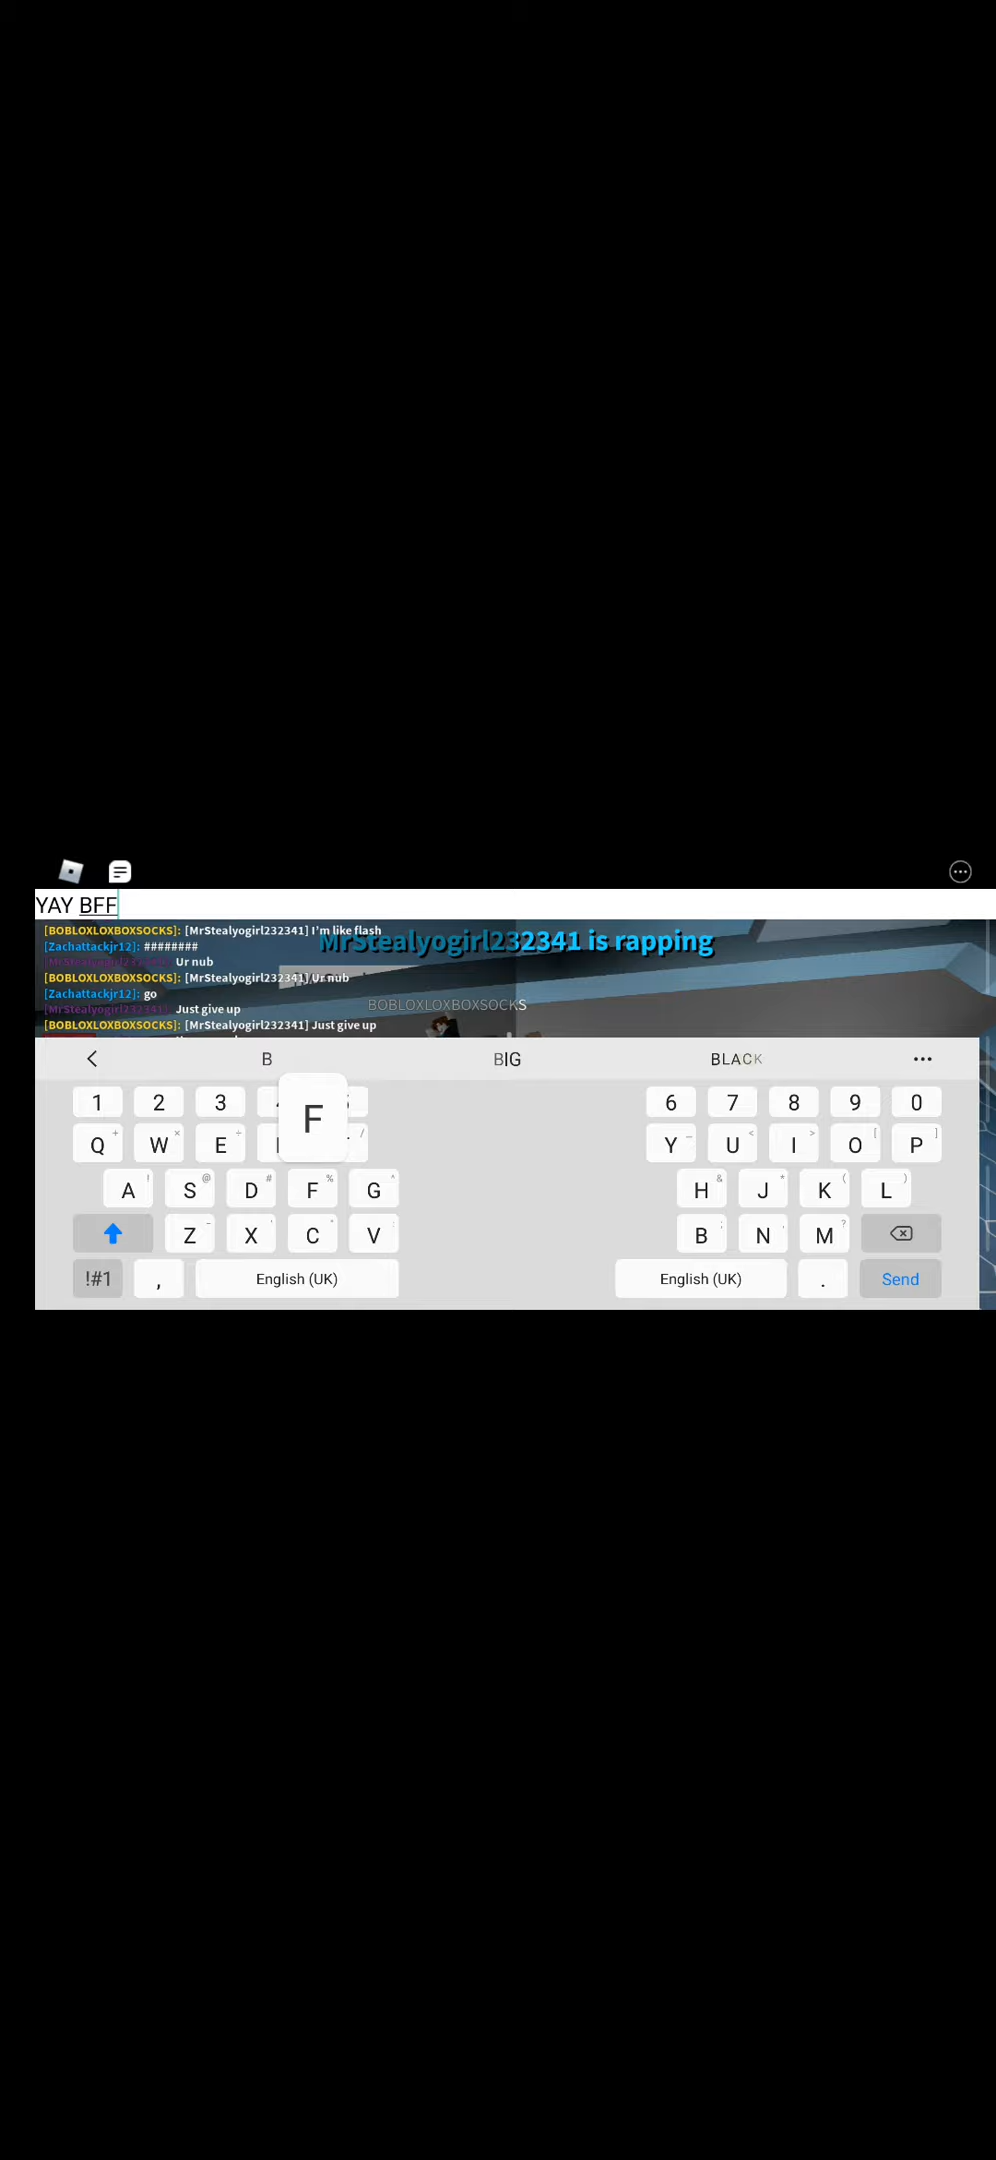 YAY BFF
[BOBLOXLOXBOXSOCKS]: [MrStealyogirl232341] I'm like flash
MrStealyogirl232341 is rapping
[Zachattackjr12]: ########
[MrStealyogirl232341]: Ur nub
[BOBLOXLOXBOXSOCKS]: [MrStealyogirl232341] Ur nub
[Zachattackjr12]: go
BOBLOXLOXBOXSOCKS
[MrStealyogirl232341]: Just give up
[BOBLOXLOXBOXSOCKS]: [MrStealyogirl232341] Just give up
B BIG BLACK
1 2 3 6 7 8 9 0
F
Q W E Y U I O P
A S D F G H J K L
Z X C V B N M
!#1 , English (UK) English (UK) . Send